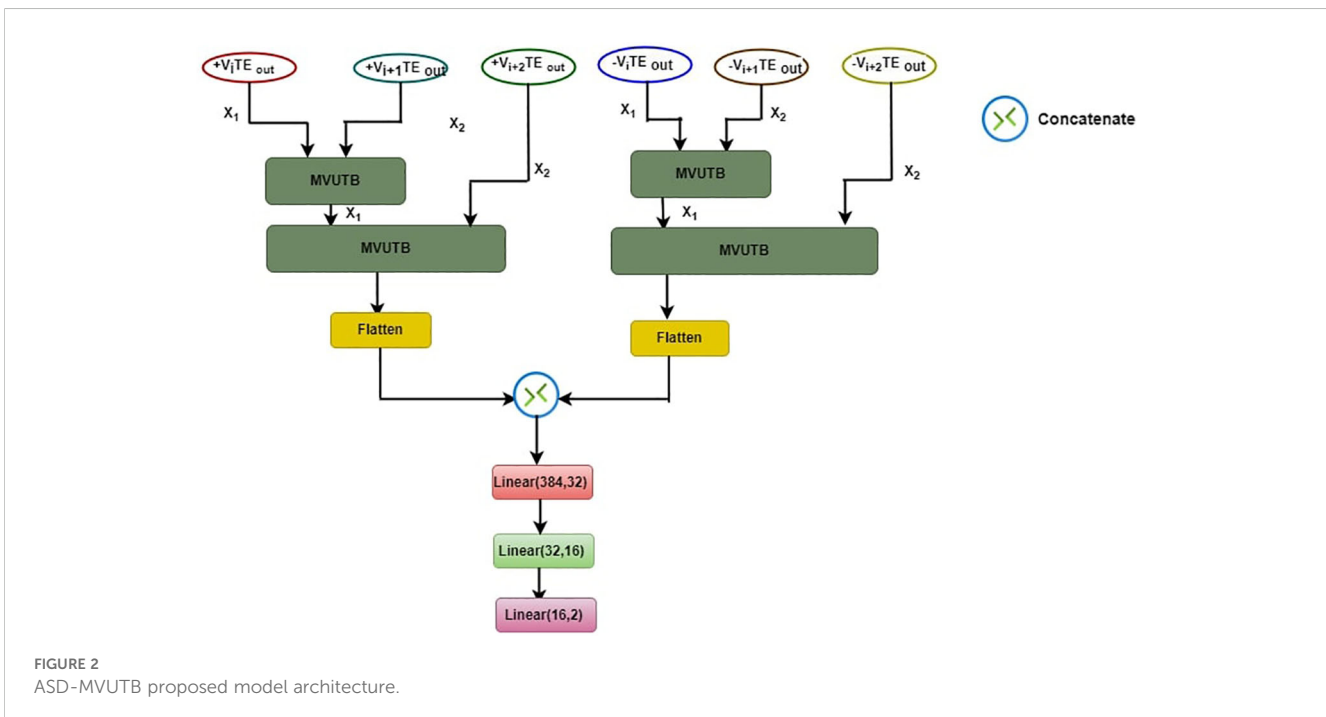 +ViTE out
+Vi+1TE out
+Vi+2TE out
-ViTE out
-Vi+1TE out
-Vi+2TE out
X1
X2
X1
X2
Concatenate
MVUTB
MVUTB
X2
X2
X1
X1
MVUTB
MVUTB
Flatten
Flatten
Linear(384,32)
Linear(32,16)
Linear(16,2)
FIGURE 2
ASD-MVUTB proposed model architecture.